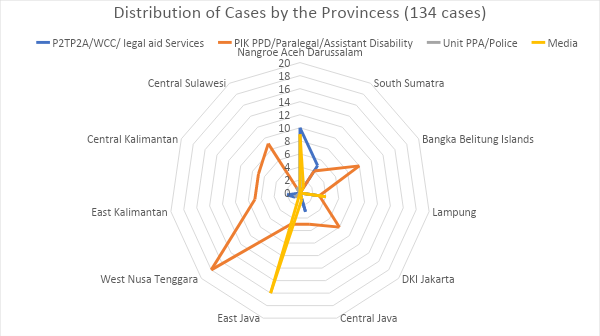 Distribution of Cases by the Provincess (134 cases)
P2TP2A/WCC/ legal aid Services PIK PPD/Paralegal/Assistant Disability Unit PPA/Police Media
Nangroe Aceh Darussalam
20
Central Sulawesi 18 South Sumatra
16
14
12
Central Kalimantan 10 Bangka Belitung Islands
8
6
4
2
0
East Kalimantan Lampung
West Nusa Tenggara DKI Jakarta
East Java Central Java